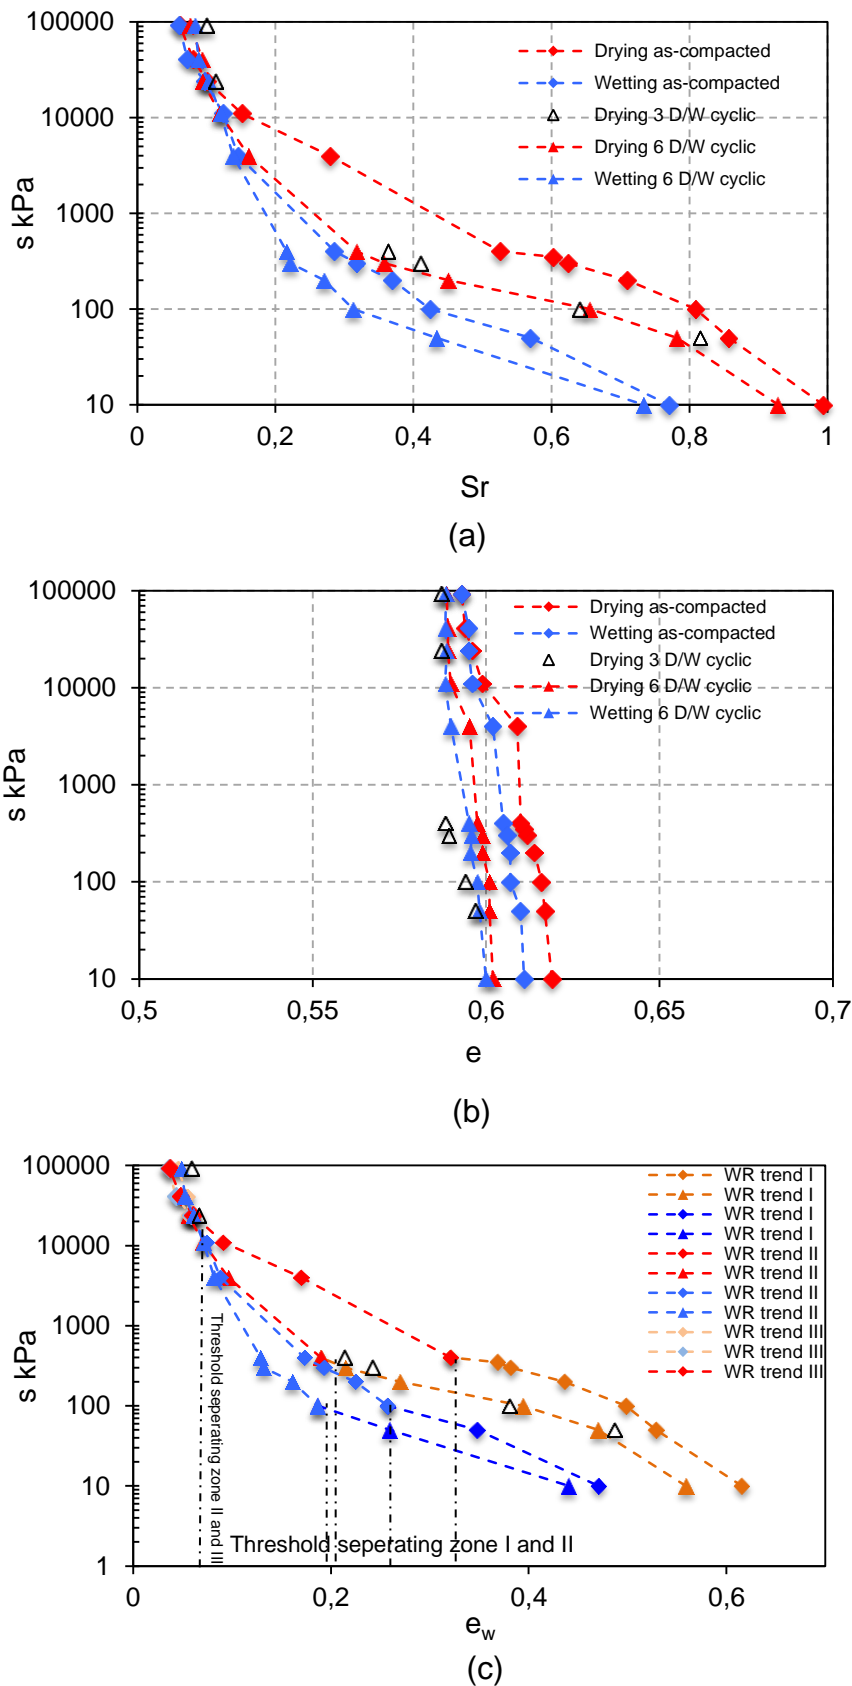 100000
10000
1000
100
10
s kPa
Drying as-compacted
Wetting as-compacted
Drying 3 D/W cyclic
Drying 6 D/W cyclic
Wetting 6 D/W cyclic
0
0,2
0,4
0,6
0,8
1
Sr
(a)
100000
10000
1000
100
10
s kPa
Drying as-compacted
Wetting as-compacted
Drying 3 D/W cyclic
Drying 6 D/W cyclic
Wetting 6 D/W cyclic
0,5
0,55
0,6
0,65
0,7
e
(b)
100000
10000
1000
100
10
1
s kPa
WR trend I
WR trend I
WR trend I
WR trend I
WR trend II
WR trend II
WR trend II
WR trend II
WR trend III
WR trend III
WR trend III
Threshold seperating zone II and III
Threshold seperating zone I and II
0
0,2
0,4
0,6
e_w
(c)